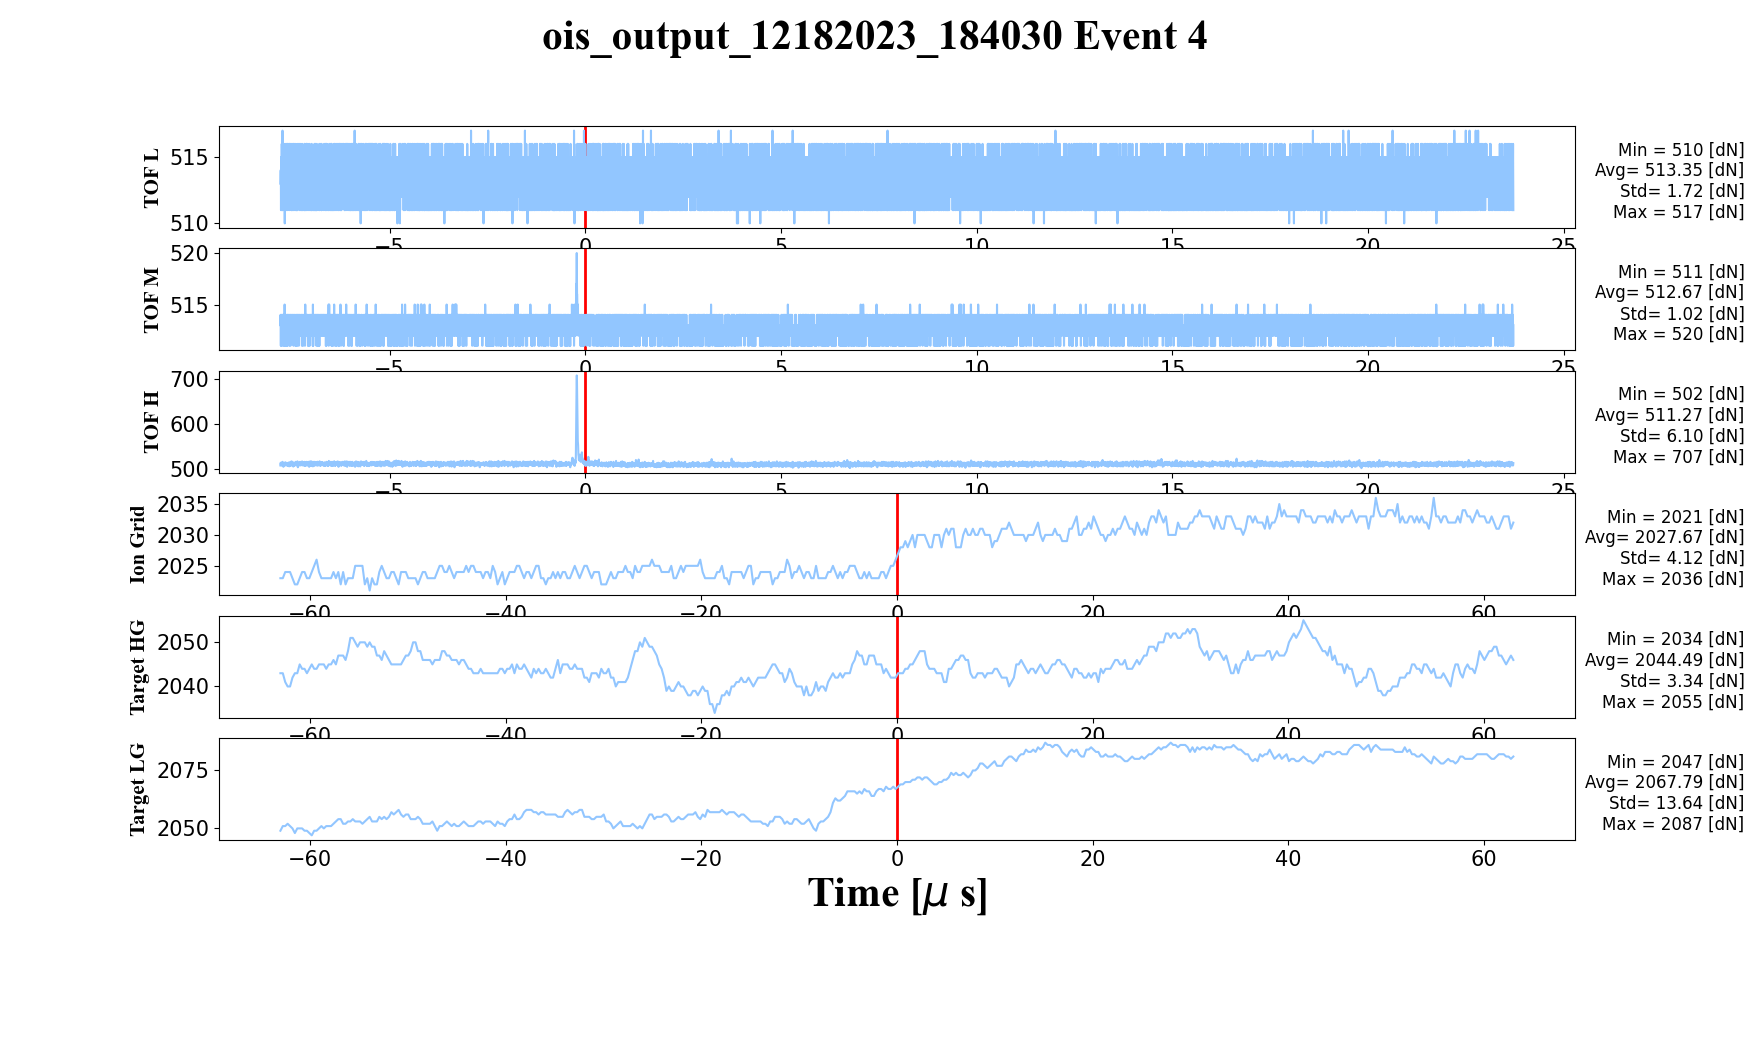 ois_output_12182023_184030 Event 4
TOF L
515
510
−5
0
5
10
15
20
25
Min = 510 [dN]
Avg= 513.35 [dN]
Std= 1.72 [dN]
Max = 517 [dN]
TOF M
520
515
−5
0
5
10
15
20
25
Min = 511 [dN]
Avg= 512.67 [dN]
Std= 1.02 [dN]
Max = 520 [dN]
TOF H
700
600
500
−5
0
5
10
15
20
25
Min = 502 [dN]
Avg= 511.27 [dN]
Std= 6.10 [dN]
Max = 707 [dN]
Ion Grid
2035
2030
2025
−60
−40
−20
0
20
40
60
Min = 2021 [dN]
Avg= 2027.67 [dN]
Std= 4.12 [dN]
Max = 2036 [dN]
Target HG
2050
2040
−60
−40
−20
0
20
40
60
Min = 2034 [dN]
Avg= 2044.49 [dN]
Std= 3.34 [dN]
Max = 2055 [dN]
Target LG
2075
2050
−60
−40
−20
0
20
40
60
Min = 2047 [dN]
Avg= 2067.79 [dN]
Std= 13.64 [dN]
Max = 2087 [dN]
Time [μ s]